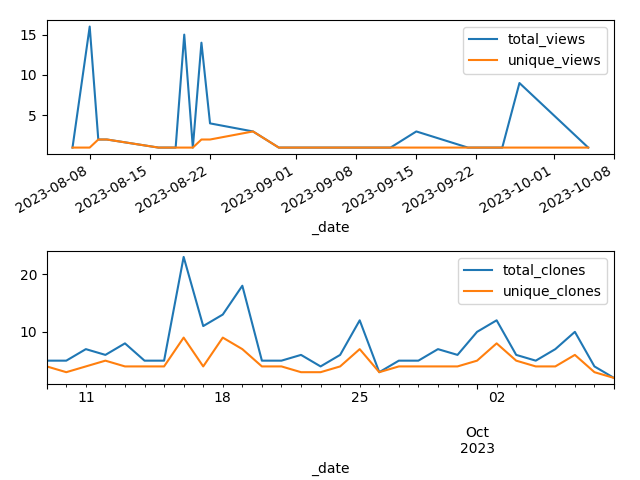 15
10
5
total_views
unique_views
2023-08-08
2023-08-15
2023-08-22
2023-09-01
2023-09-08
2023-09-15
2023-09-22
2023-10-01
2023-10-08
_date
20
10
total_clones
unique_clones
11
18
25
02
Oct
2023
_date